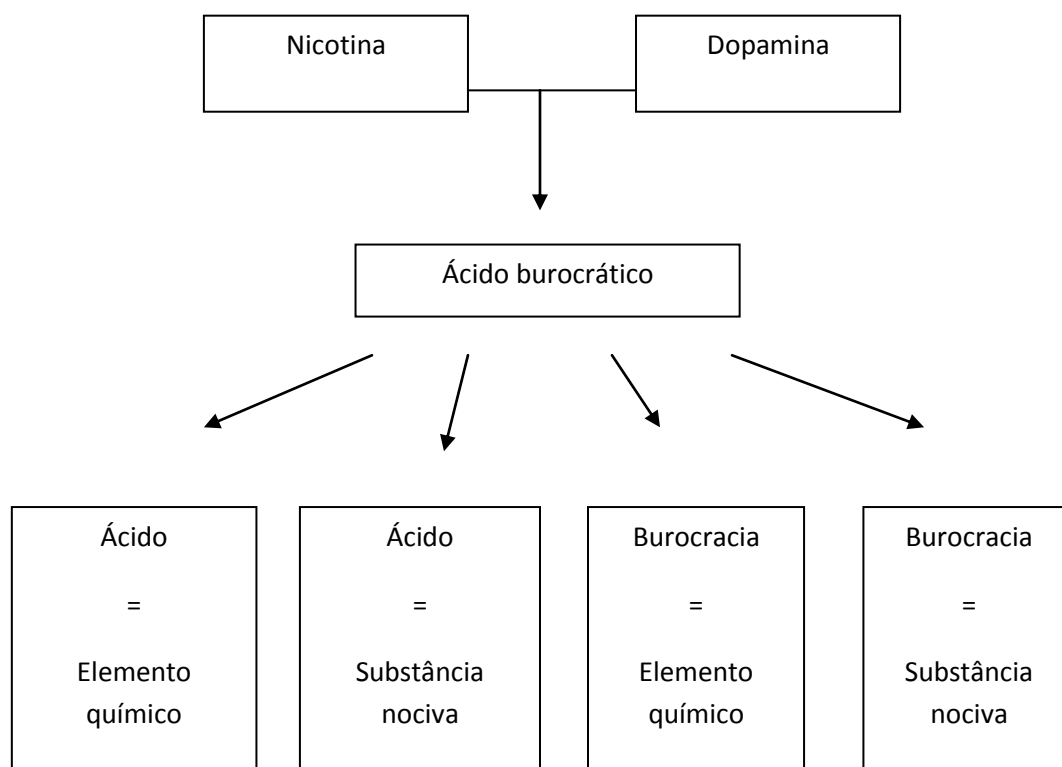 Nicotina
Dopamina
Ácido burocrático
Ácido
=
Elemento
químico
Ácido
=
Substância
nociva
Burocracia
=
Elemento
químico
Burocracia
=
Substância
nociva